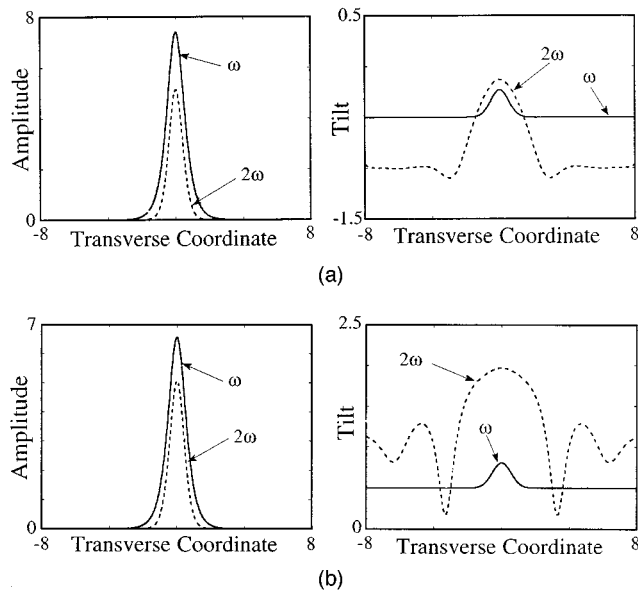 8
Amplitude
ω
2ω
0
-8
Transverse Coordinate
8
0.5
Tilt
2ω
ω
-1.5
-8
Transverse Coordinate
8
(a)
7
Amplitude
ω
2ω
0
-8
Transverse Coordinate
8
2.5
Tilt
2ω
ω
0
-8
Transverse Coordinate
8
(b)